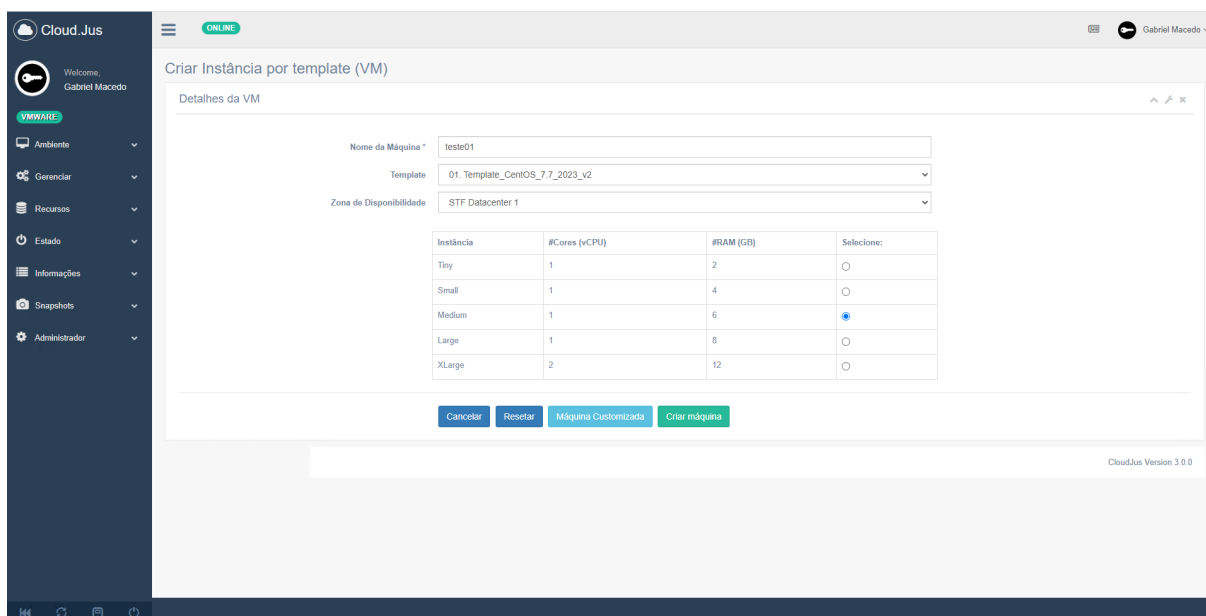 Cloud.Jus
ONLINE
Gabriel Macedo
Welcome,
Gabriel Macedo
VMWARE
Ambiente
Gerenciar
Recursos
Estado
Informações
Snapshots
Administrador
Criar Instância por template (VM)
Detalhes da VM
Nome da Máquina * teste01
Template 01. Template_CentOS_7.7_2023_v2
Zona de Disponibilidade STF Datacenter 1
Instância #Cores (vCPU) #RAM (GB) Selecione:
Tiny 1 2
Small 1 4
Medium 1 6
Large 1 8
XLarge 2 12
Cancelar Resetar Máquina Customizada Criar máquina
CloudJus Version 3.0.0